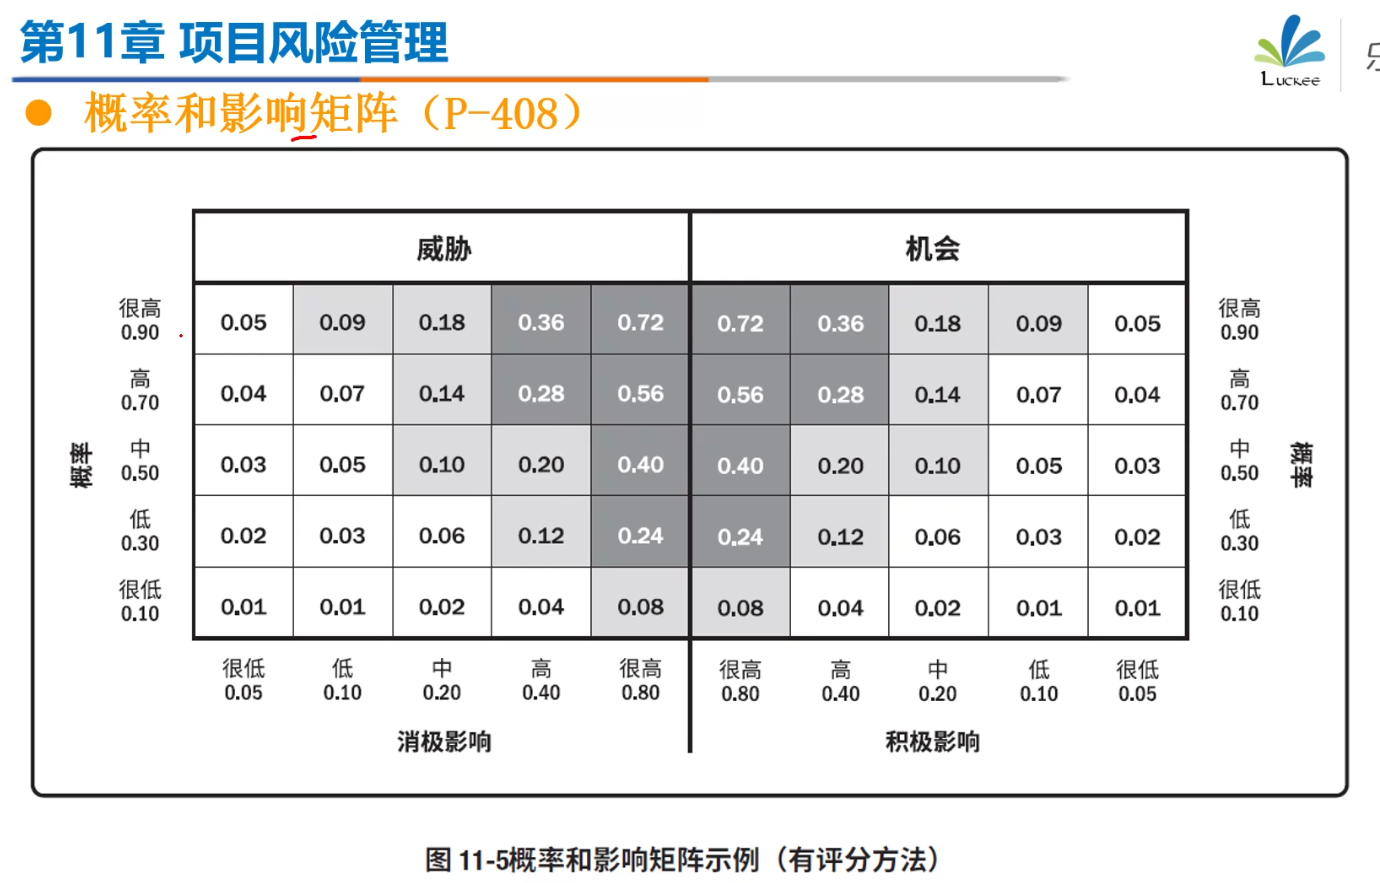 第11章 项目风险管理
LUCKEE
乐
● 概率和影响矩阵（P-408）
威胁 机会
很高 0.90 0.05 0.09 0.18 0.36 0.72 0.72 0.36 0.18 0.09 0.05 很高 0.90
高 0.70 0.04 0.07 0.14 0.28 0.56 0.56 0.28 0.14 0.07 0.04 高 0.70
概率 中 0.50 0.03 0.05 0.10 0.20 0.40 0.40 0.20 0.10 0.05 0.03 中 0.50 概率
低 0.30 0.02 0.03 0.06 0.12 0.24 0.24 0.12 0.06 0.03 0.02 低 0.30
很低 0.10 0.01 0.01 0.02 0.04 0.08 0.08 0.04 0.02 0.01 0.01 很低 0.10
很低 低 中 高 很高 很高 高 中 低 很低
0.05 0.10 0.20 0.40 0.80 0.80 0.40 0.20 0.10 0.05
消极影响 积极影响
图 11-5概率和影响矩阵示例（有评分方法）